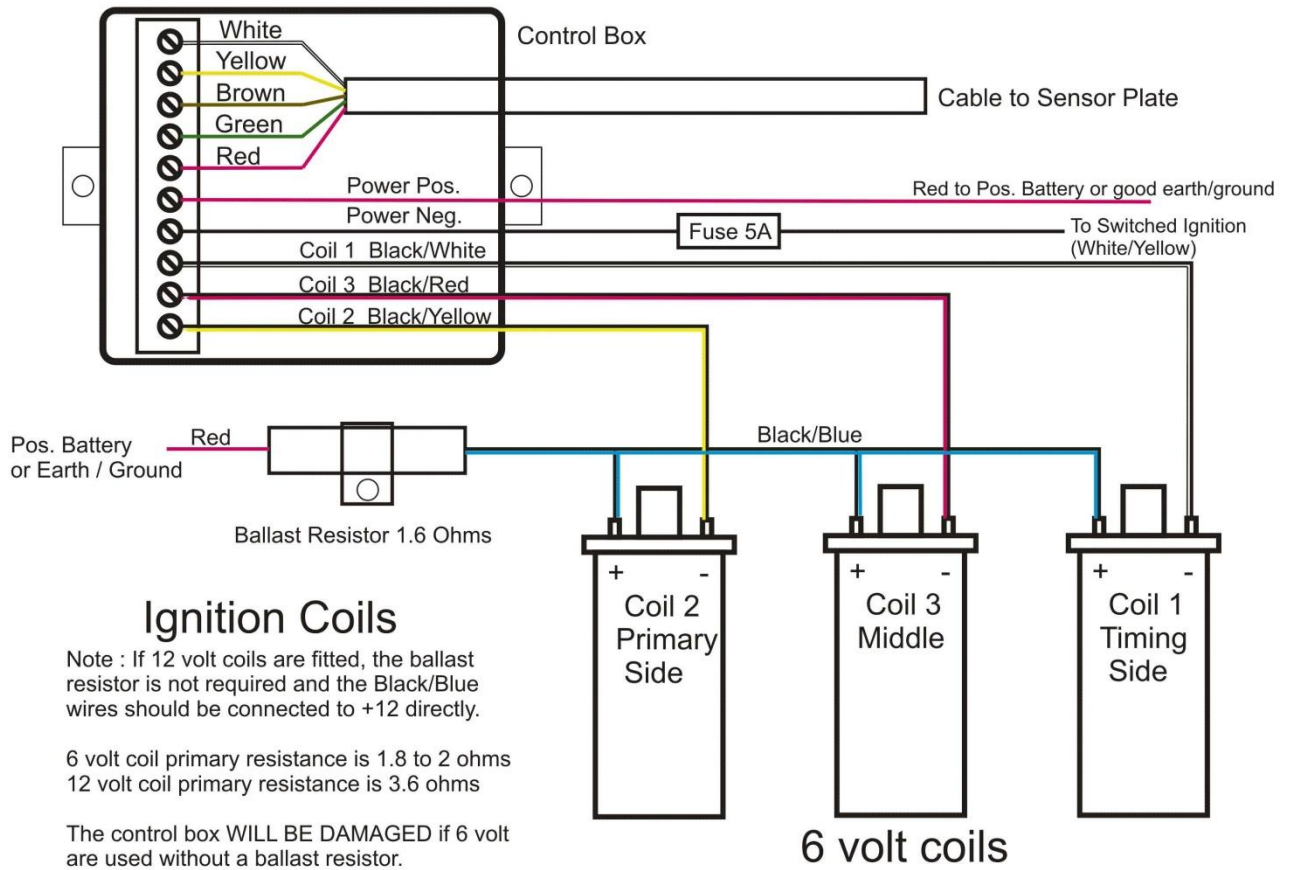 White
Control Box
Yellow
Brown
Cable to Sensor Plate
Green
Red
Power Pos.
Red to Pos. Battery or good earth/ground
Power Neg.
Fuse 5A
To Switched Ignition
(White/Yellow)
Coil 1 Black/White
Coil 3 Black/Red
Coil 2 Black/Yellow
Pos. Battery
or Earth / Ground
Red
Black/Blue
Ballast Resistor 1.6 Ohms
+ -
Coil 2
Primary
Side
+ -
Coil 3
Middle
+ -
Coil 1
Timing
Side
Ignition Coils
Note : If 12 volt coils are fitted, the ballast
resistor is not required and the Black/Blue
wires should be connected to +12 directly.
6 volt coil primary resistance is 1.8 to 2 ohms
12 volt coil primary resistance is 3.6 ohms
The control box WILL BE DAMAGED if 6 volt
are used without a ballast resistor.
6 volt coils